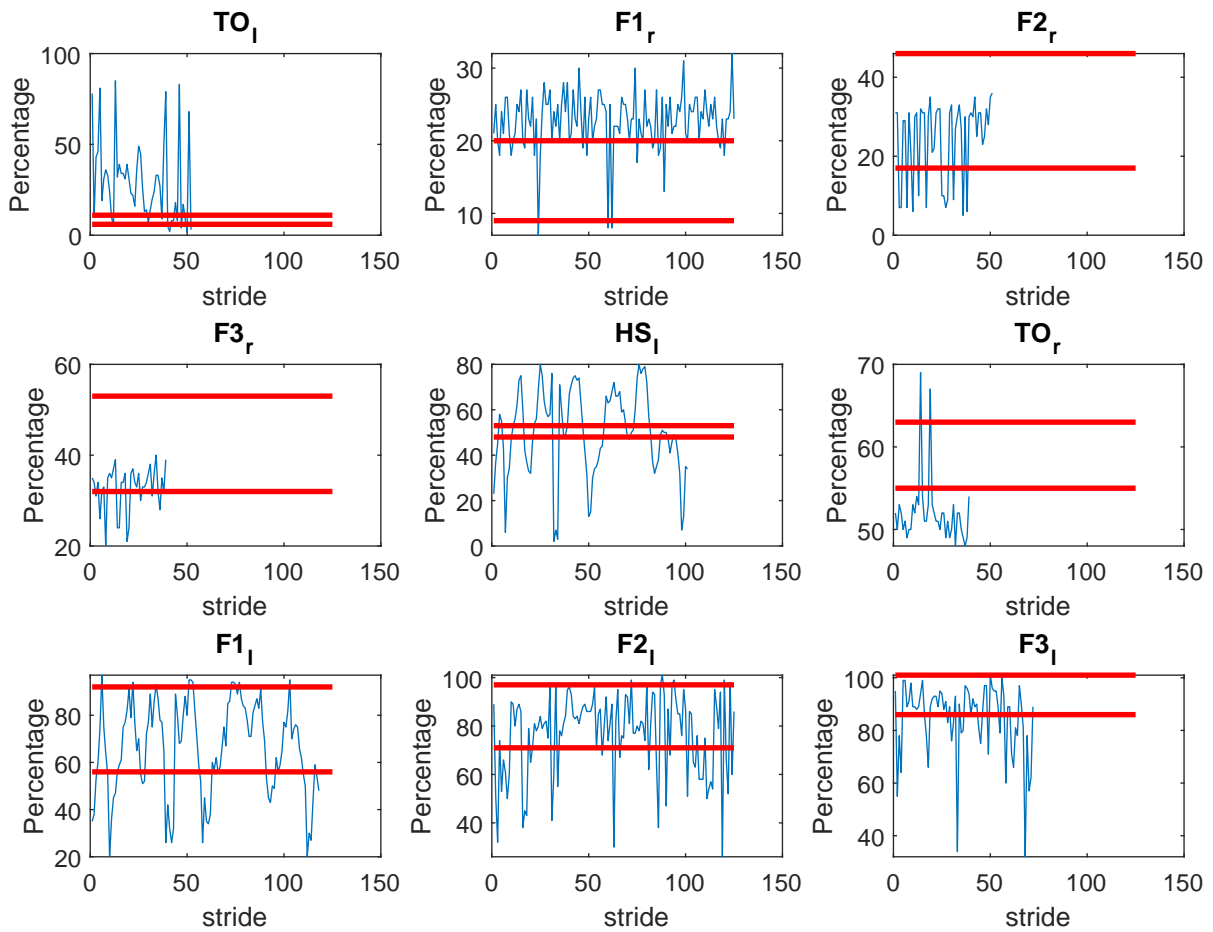 TO_l F1_r F2_r
Percentage 100 50 0 Percentage 30 20 10 Percentage 40 20 0
0 50 100 150 0 50 100 150 0 50 100 150
stride stride stride
F3_r HS_l TO_r
Percentage 60 40 20 Percentage 80 60 40 20 0 Percentage 70 60 50
0 50 100 150 0 50 100 150 0 50 100 150
stride stride stride
F1_l F2_l F3_l
Percentage 80 60 40 20 Percentage 100 80 60 40 Percentage 100 80 60 40
0 50 100 150 0 50 100 150 0 50 100 150
stride stride stride